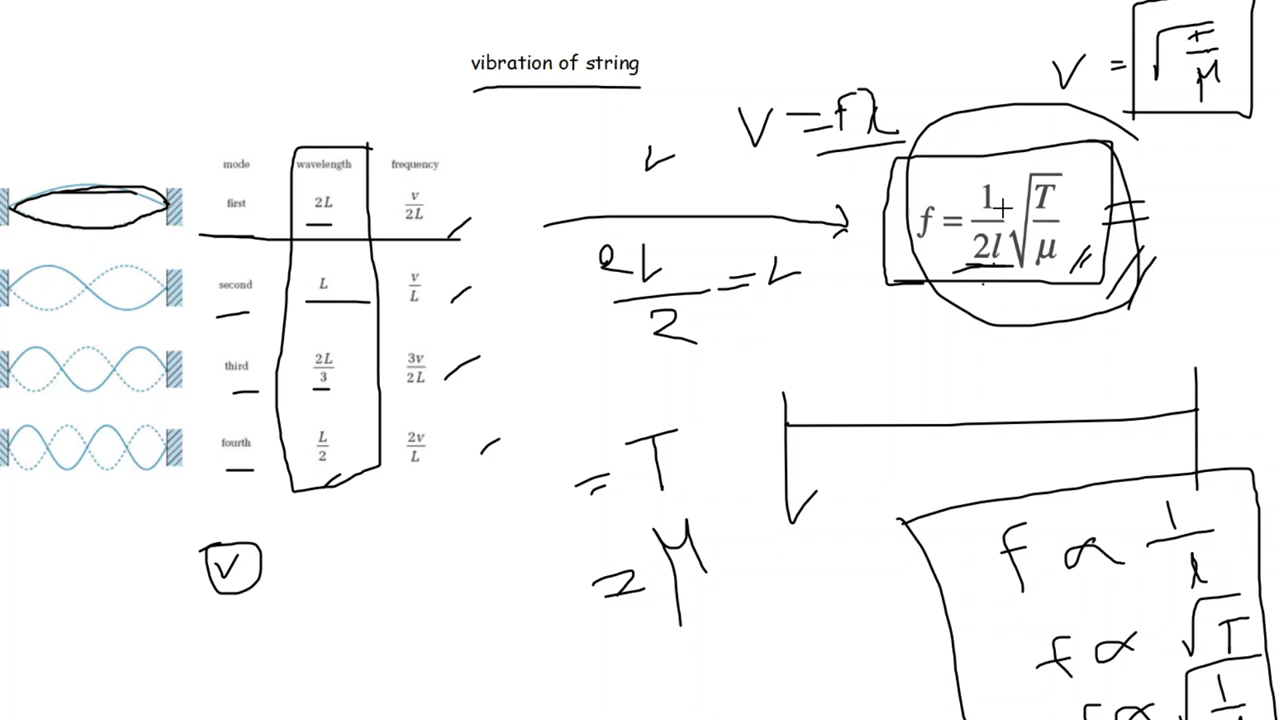 vibration of string
V = √T/μ
V = fλ
mode wavelength frequency
first 2L v/2L
L
f = 1/2l √T/μ
2L/2 = L
second L v/L
third 2L/3 3v/2L
fourth L/2 2v/L
= T
= μ
V
f ∝ 1/l
f ∝ √T
f ∝ √1/